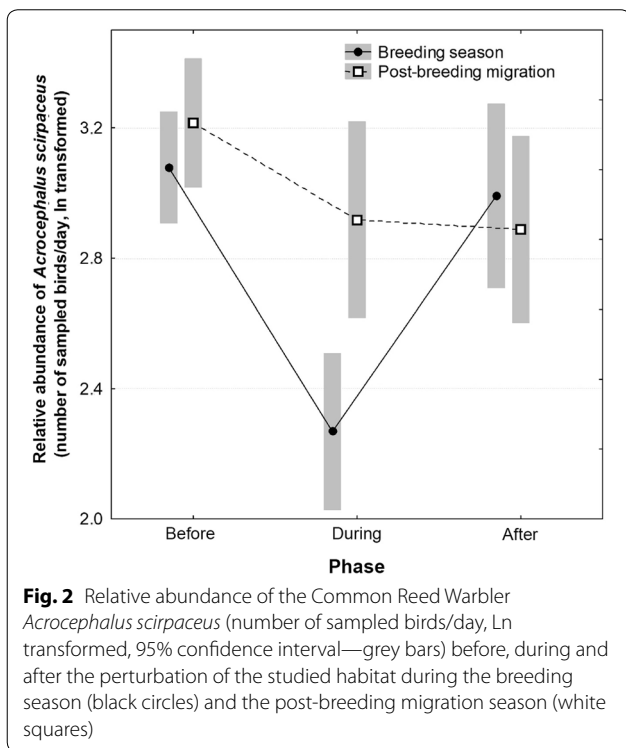 Breeding season
Post-breeding migration
Relative abundance of Acrocephalus scirpaceus
(number of sampled birds/day, ln transformed)
3.2
2.8
2.4
2.0
Before During After
Phase
Fig. 2 Relative abundance of the Common Reed Warbler
Acrocephalus scirpaceus (number of sampled birds/day, Ln
transformed, 95% confidence interval—grey bars) before, during and
after the perturbation of the studied habitat during the breeding
season (black circles) and the post-breeding migration season (white
squares)